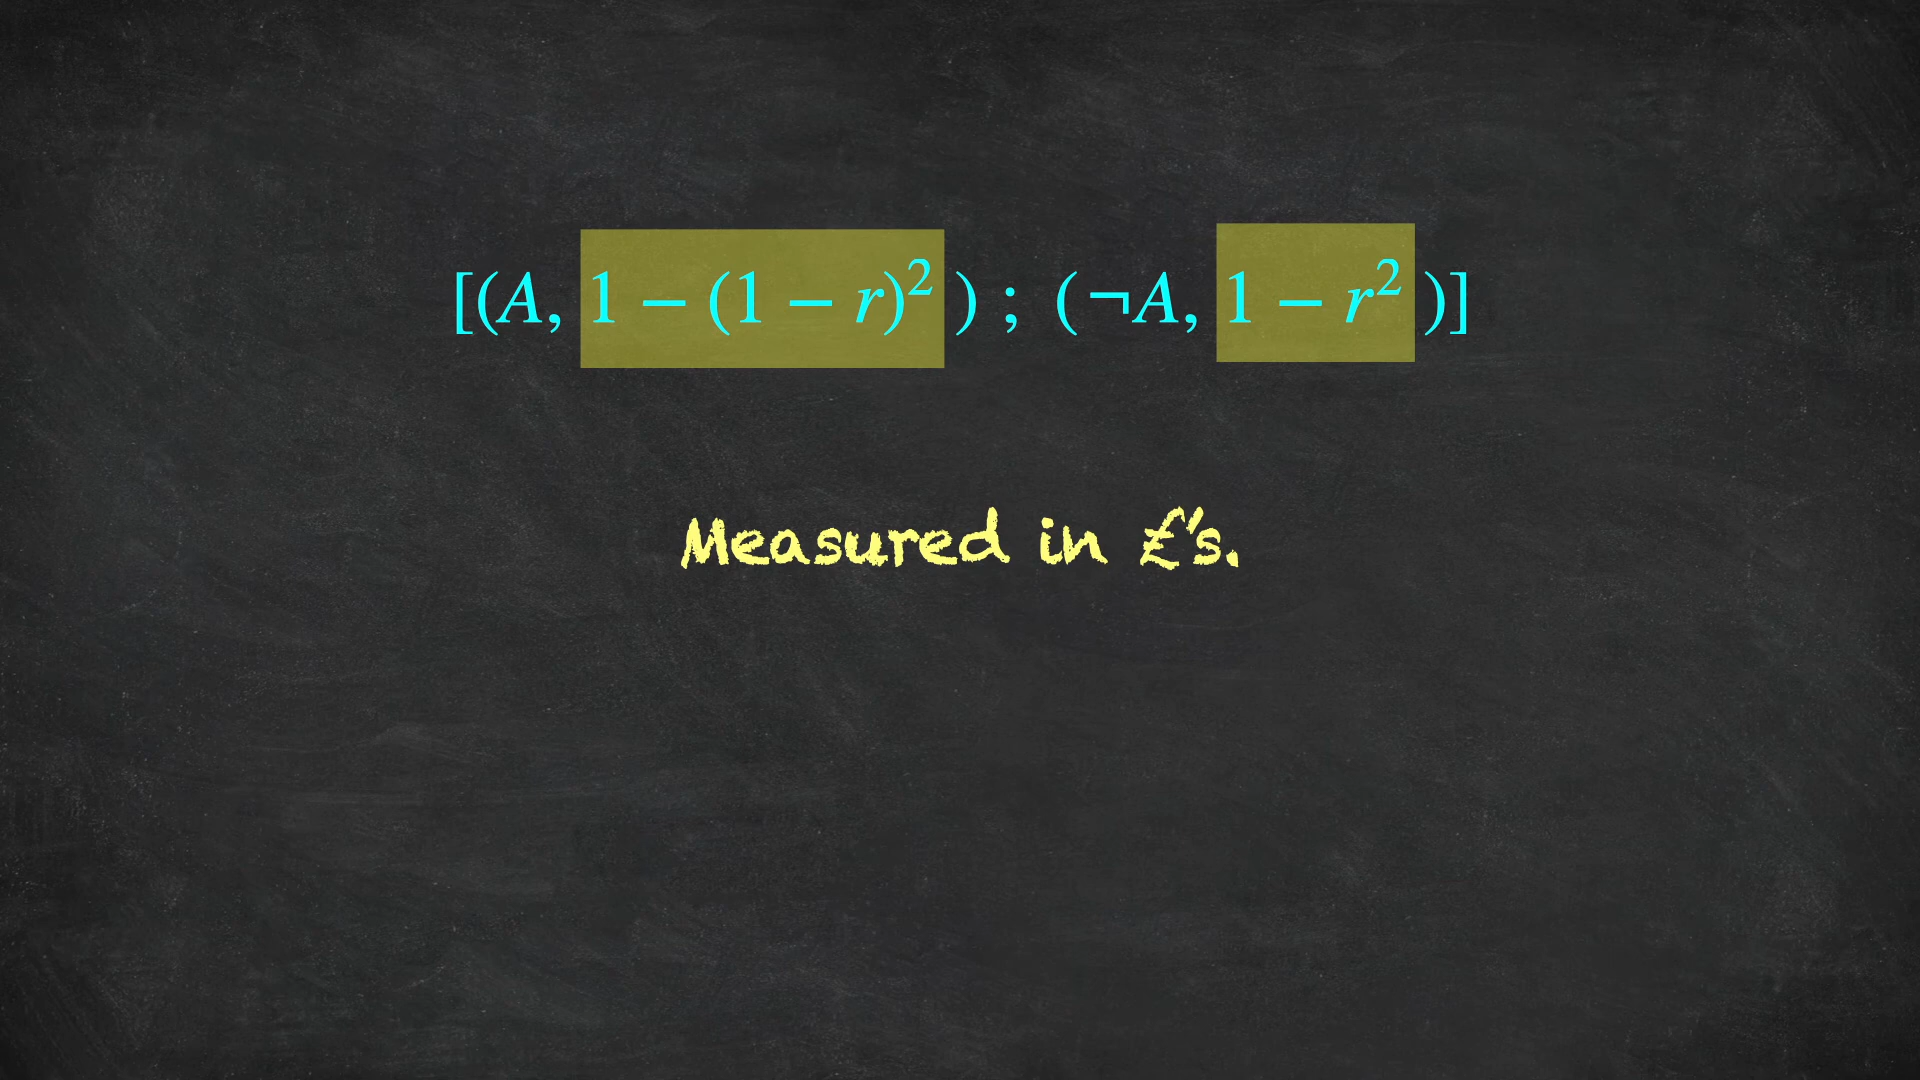 [(A, 1 − (1 − r)²) ; (¬A, 1 − r²)]
Measured in £'s.